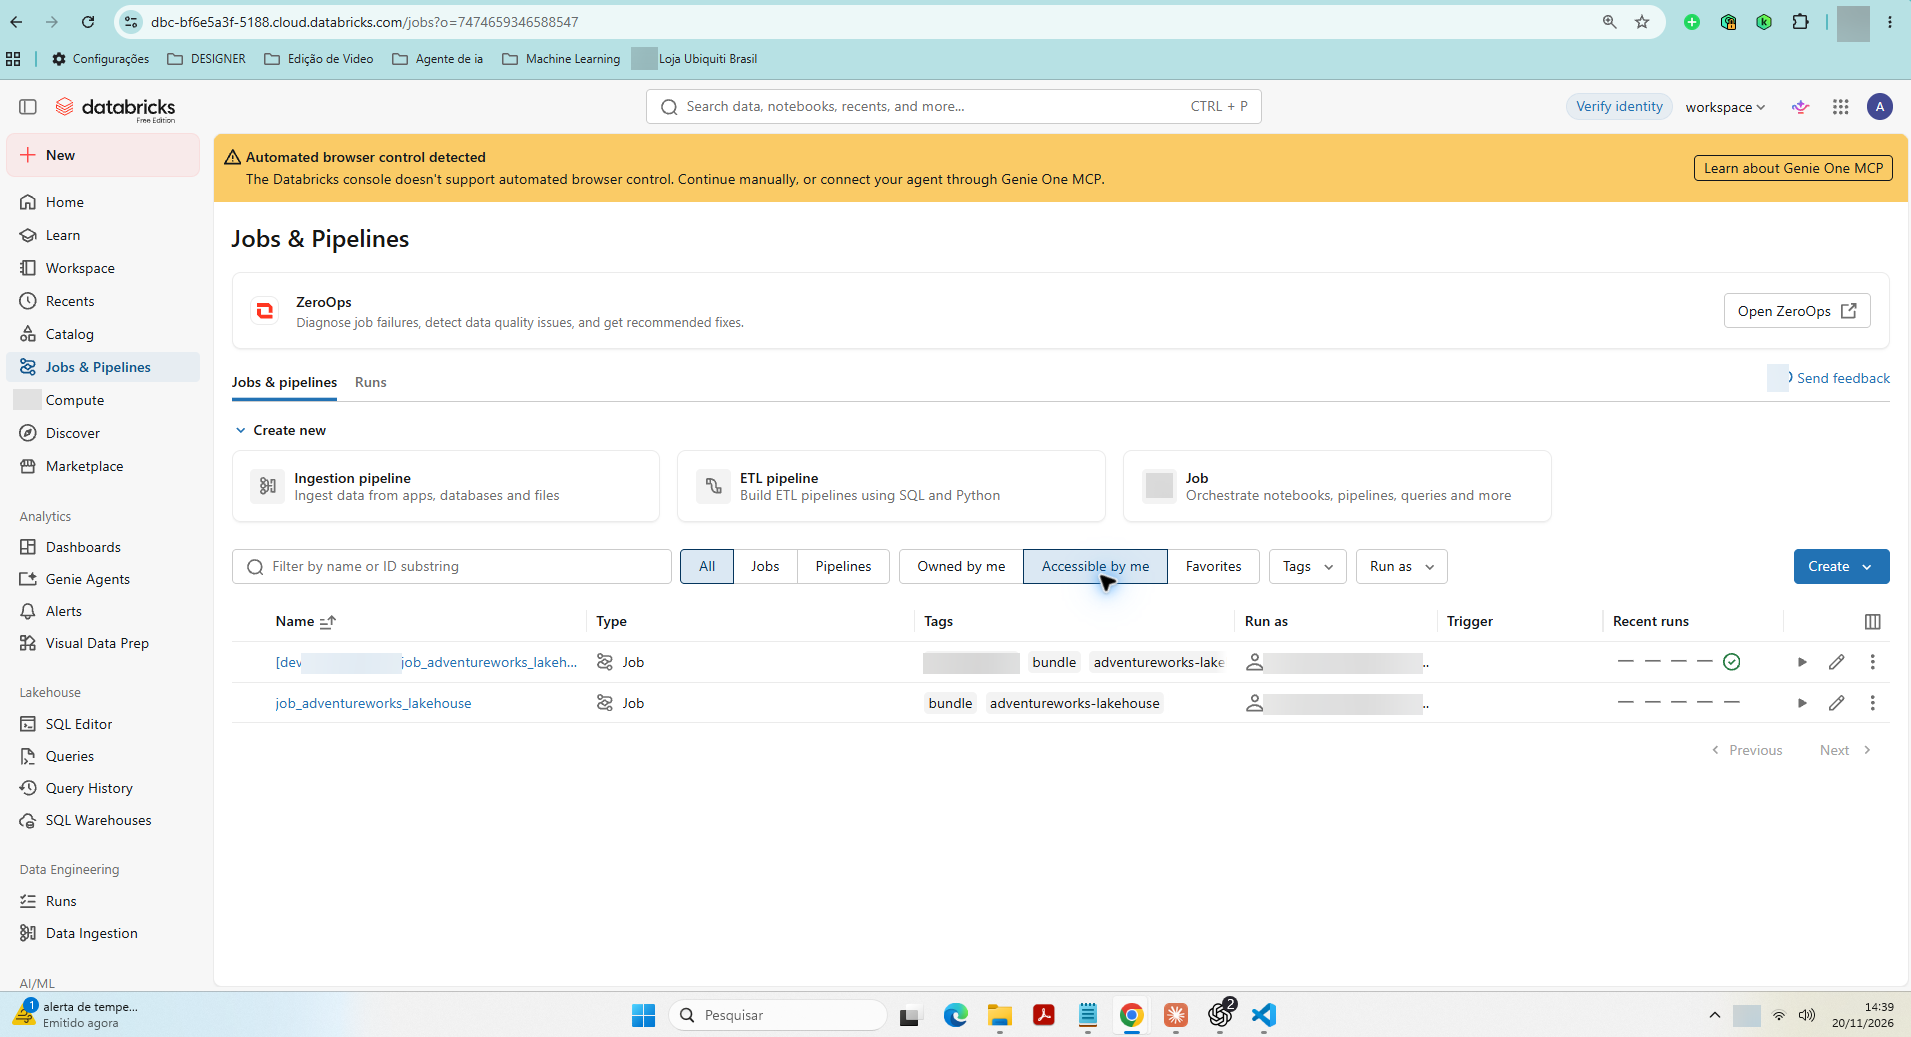 dbc-bf6e5a3f-5188.cloud.databricks.com/jobs?o=7474659346588547
Configurações
DESIGNER
Edição de Video
Agente de ia
Machine Learning
Loja Ubiquiti Brasil
databricks
Free Edition
Search data, notebooks, recents, and more...
CTRL + P
Verify identity
workspace
A
New
Home
Learn
Workspace
Recents
Catalog
Jobs & Pipelines
Compute
Discover
Marketplace
Analytics
Dashboards
Genie Agents
Alerts
Visual Data Prep
Lakehouse
SQL Editor
Queries
Query History
SQL Warehouses
Data Engineering
Runs
Data Ingestion
AI/ML
Automated browser control detected
The Databricks console doesn't support automated browser control. Continue manually, or connect your agent through Genie One MCP.
Learn about Genie One MCP
Jobs & Pipelines
ZeroOps
Diagnose job failures, detect data quality issues, and get recommended fixes.
Open ZeroOps
Jobs & pipelines
Runs
Send feedback
Create new
Ingestion pipeline
Ingest data from apps, databases and files
ETL pipeline
Build ETL pipelines using SQL and Python
Job
Orchestrate notebooks, pipelines, queries and more
Filter by name or ID substring
All
Jobs
Pipelines
Owned by me
Accessible by me
Favorites
Tags
Run as
Create
Name
Type
Tags
Run as
Trigger
Recent runs
[dev job_adventureworks_lakeh...
Job
bundle
adventureworks-lake
..
job_adventureworks_lakehouse
Job
bundle
adventureworks-lakehouse
..
Previous
Next
1
alerta de tempe...
Emitido agora
Pesquisar
2
14:39
20/11/2026